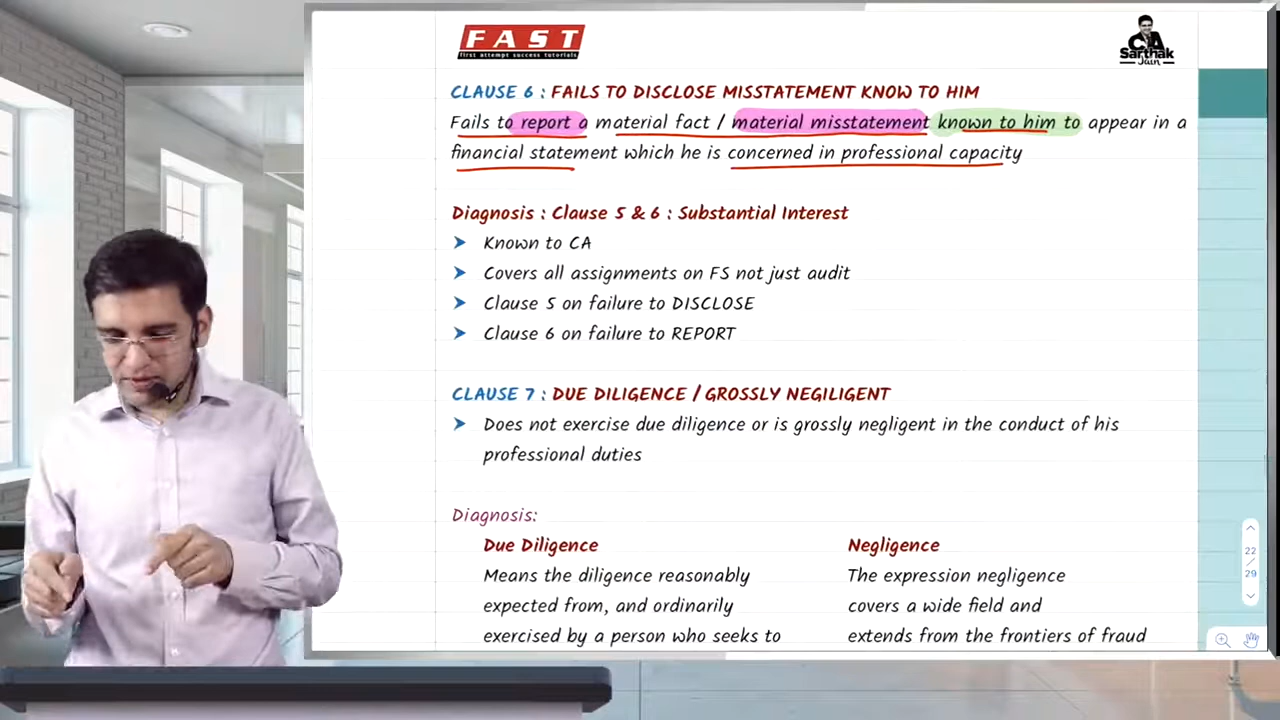 FAST
first attempt success tutorials
CA
Sarthak
Jain
CLAUSE 6 : FAILS TO DISCLOSE MISSTATEMENT KNOW TO HIM
Fails to report a material fact / material misstatement known to him to appear in a
financial statement which he is concerned in professional capacity
Diagnosis : Clause 5 & 6 : Substantial Interest
➤ Known to CA
➤ Covers all assignments on FS not just audit
➤ Clause 5 on failure to DISCLOSE
➤ Clause 6 on failure to REPORT
CLAUSE 7 : DUE DILIGENCE / GROSSLY NEGILIGENT
➤ Does not exercise due diligence or is grossly negligent in the conduct of his
professional duties
Diagnosis:
Due Diligence
Means the diligence reasonably
expected from, and ordinarily
exercised by a person who seeks to
Negligence
The expression negligence
covers a wide field and
extends from the frontiers of fraud
22
/
29